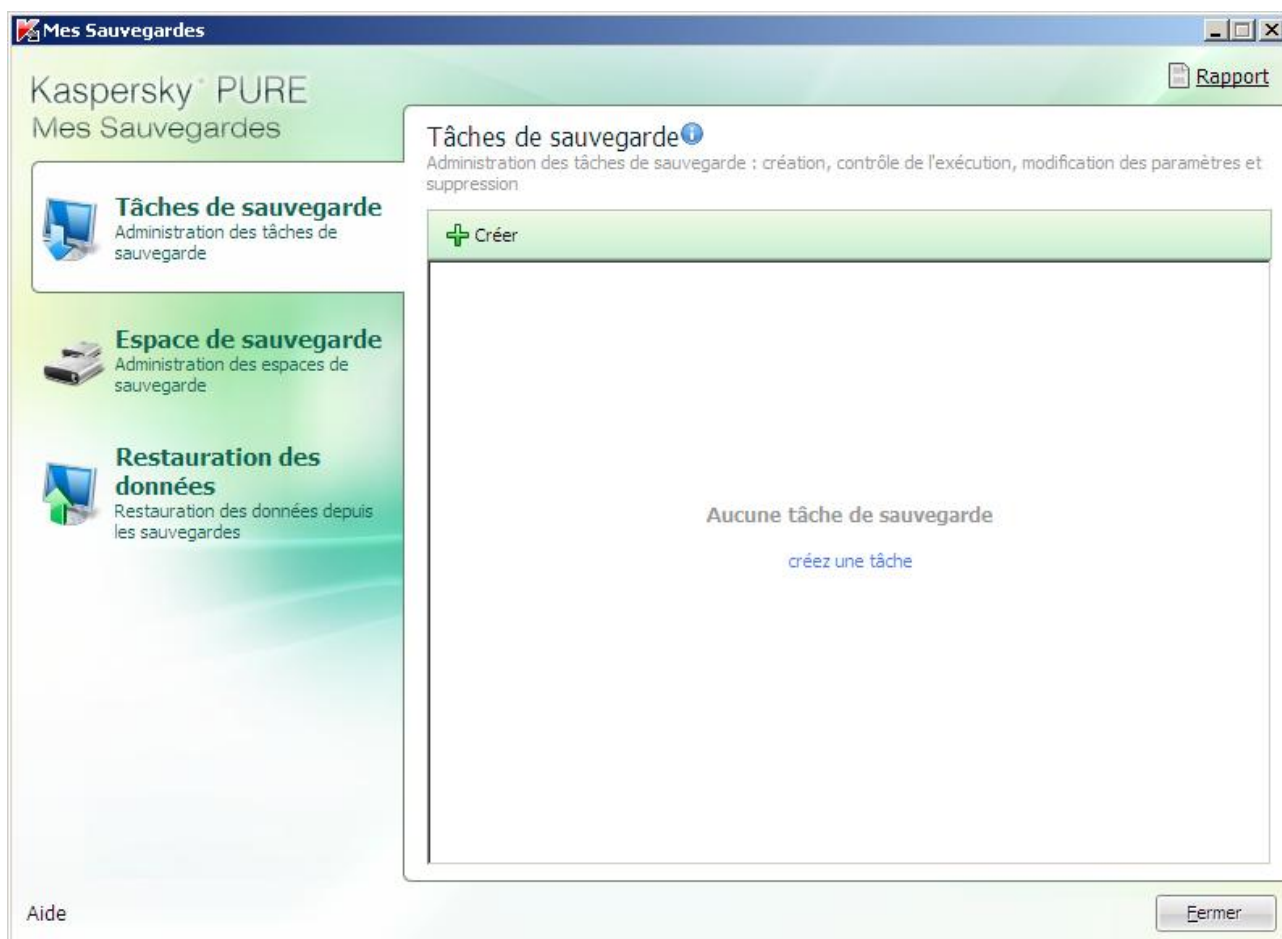 Mes Sauvegardes
Kaspersky PURE
Mes Sauvegardes
Rapport
Tâches de sauvegarde
Administration des tâches de
sauvegarde
Espace de sauvegarde
Administration des espaces de
sauvegarde
Restauration des
données
Restauration des données depuis
les sauvegardes
Tâches de sauvegarde
Administration des tâches de sauvegarde : création, contrôle de l'exécution, modification des paramètres et
suppression
Créer
Aucune tâche de sauvegarde
créez une tâche
Aide
Fermer